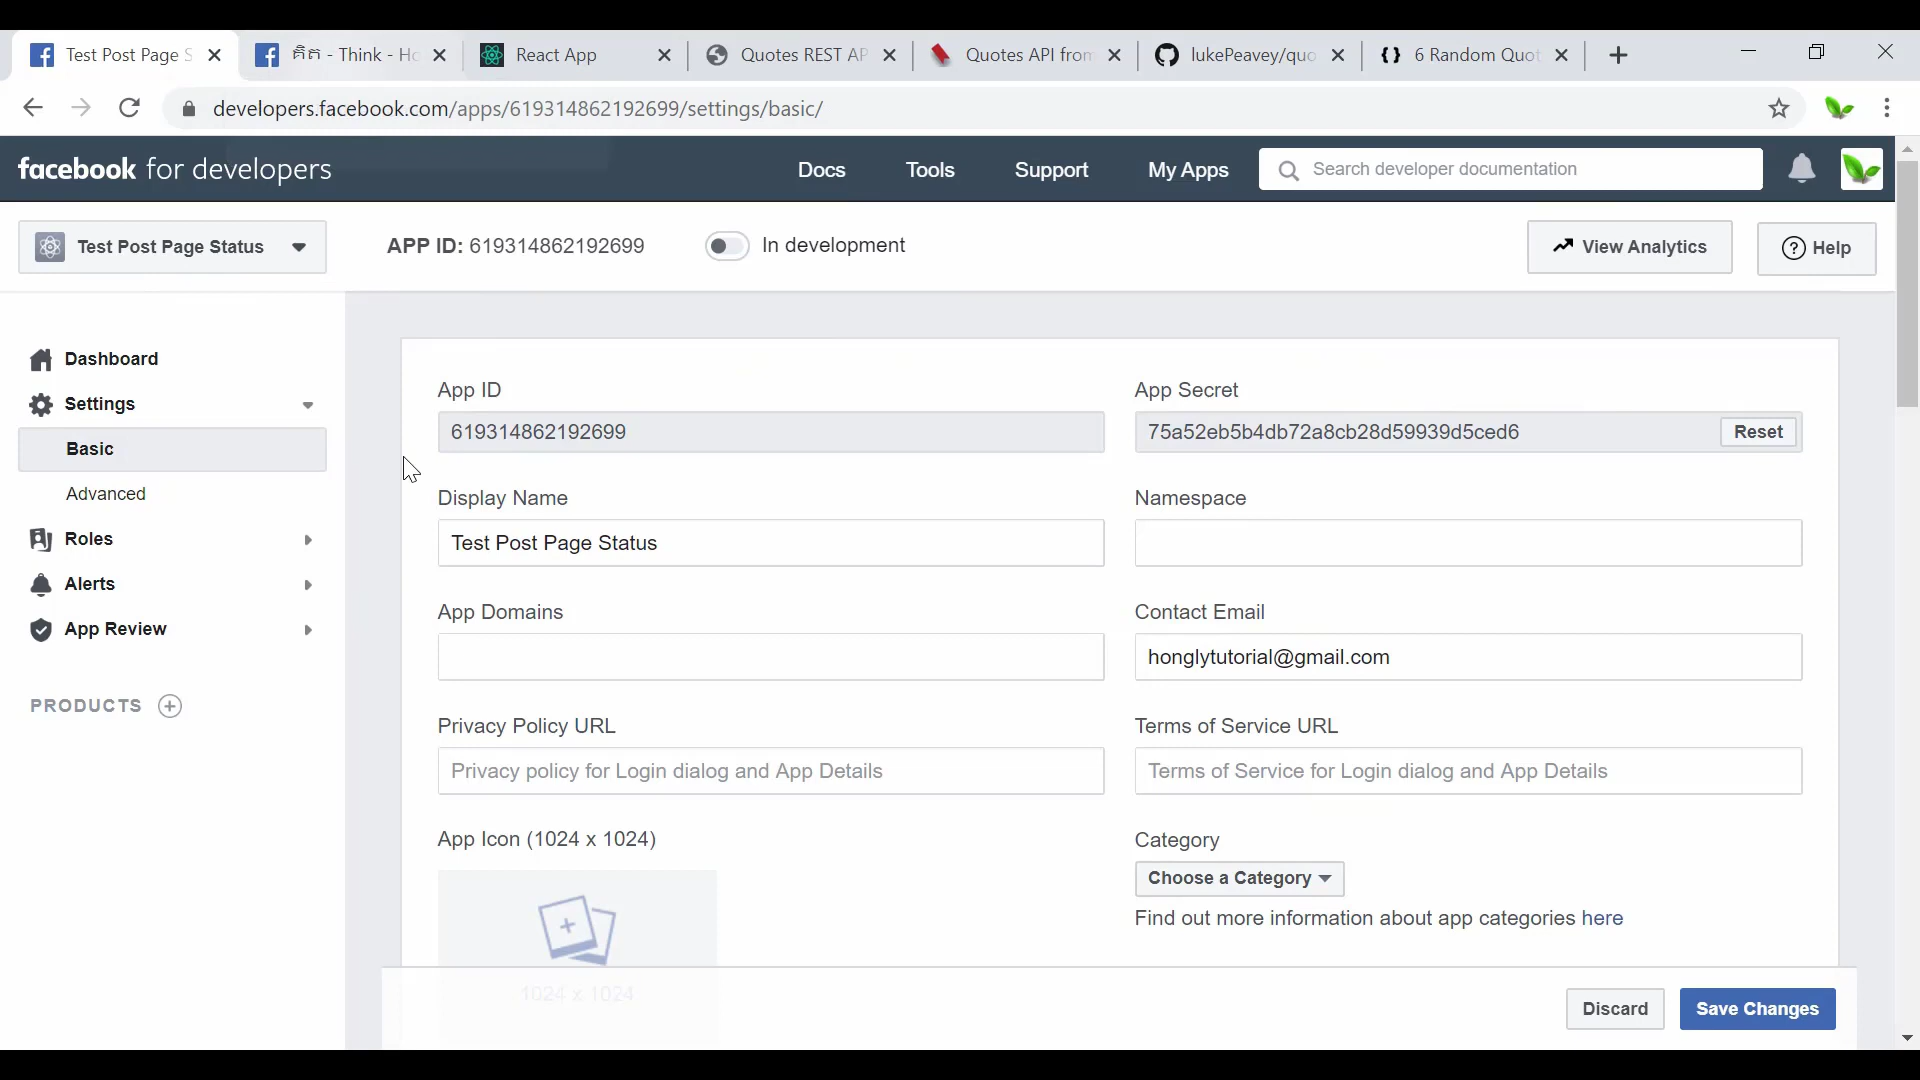 Test Post Page S
គិត - Think - Ho
React App
Quotes REST AP
Quotes API from
lukePeavey/quo
6 Random Quot
developers.facebook.com/apps/619314862192699/settings/basic/
facebook for developers
Docs
Tools
Support
My Apps
Search developer documentation
Test Post Page Status
APP ID: 619314862192699
In development
View Analytics
Help
Dashboard
Settings
Basic
Advanced
Roles
Alerts
App Review
PRODUCTS
App ID
619314862192699
App Secret
75a52eb5b4db72a8cb28d59939d5ced6
Reset
Display Name
Test Post Page Status
Namespace
App Domains
Contact Email
honglytutorial@gmail.com
Privacy Policy URL
Privacy policy for Login dialog and App Details
Terms of Service URL
Terms of Service for Login dialog and App Details
App Icon (1024 x 1024)
1024 x 1024
Category
Choose a Category
Find out more information about app categories here
Discard
Save Changes